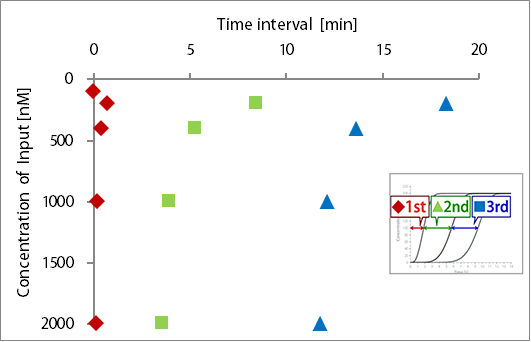 Time interval [min]
0 5 10 15 20
Concentration of Input [nM]
0
500
1000
1500
2000
1st 2nd 3rd